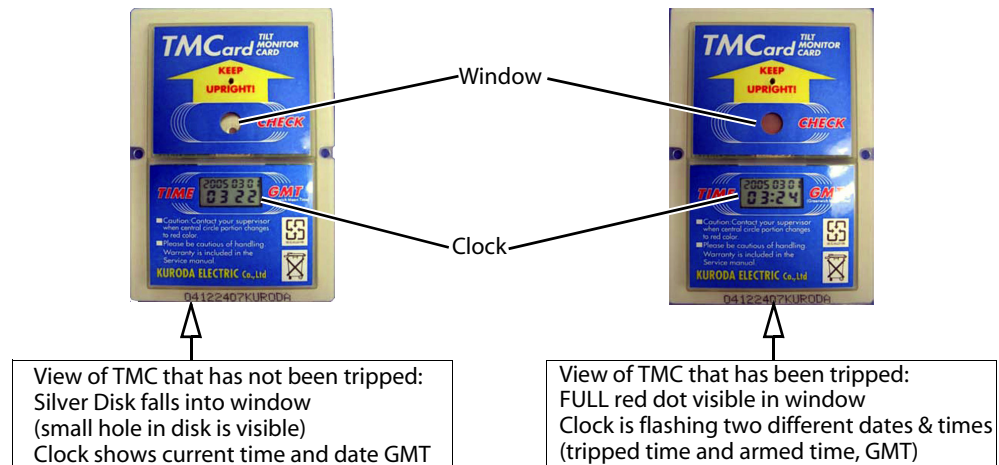 TMCard TILT
MONITOR
CARD
KEEP
UPRIGHT!
CHECK
TIME
2005 03 01
03 22
GMT
■Caution:Contact your supervisor
when central circle portion changes
to red color.
■Please be cautious of handling.
Warranty is included in the
Service manual.
KURODA ELECTRIC Co.,Ltd
04122407KURODA
Window
Clock
TMCard TILT
MONITOR
CARD
KEEP
UPRIGHT!
CHECK
TIME
2005 03 01
03:24
GMT
■Caution:Contact your supervisor
when central circle portion changes
to red color.
■Please be cautious of handling.
Warranty is included in the
Service manual.
KURODA ELECTRIC Co.,Ltd
04122407KURODA
View of TMC that has not been tripped:
Silver Disk falls into window
(small hole in disk is visible)
Clock shows current time and date GMT
View of TMC that has been tripped:
FULL red dot visible in window
Clock is flashing two different dates & times
(tripped time and armed time, GMT)